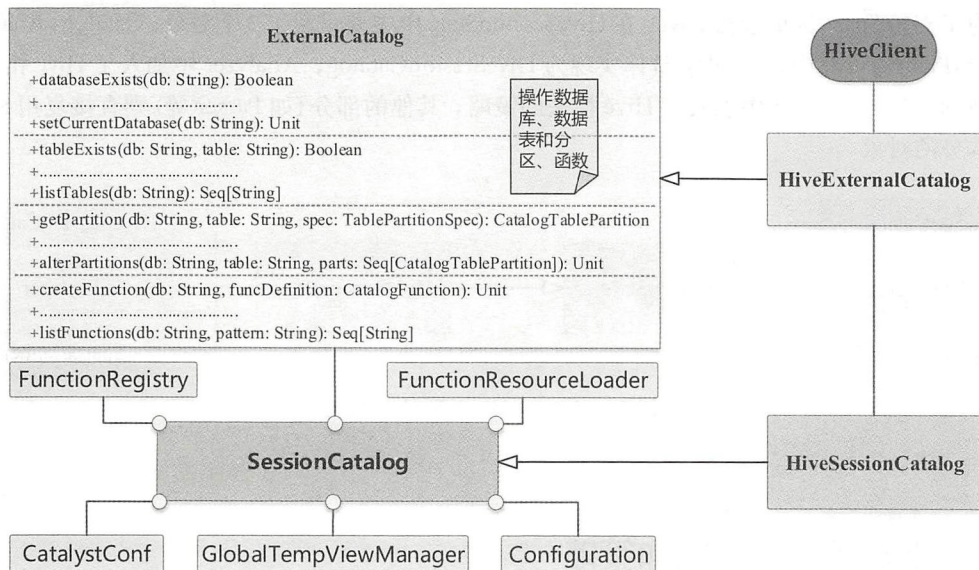 ExternalCatalog
+databaseExists(db: String): Boolean
+............................................
+setCurrentDatabase(db: String): Unit
+tableExists(db: String, table: String): Boolean
+............................................
+listTables(db: String): Seq[String]
+getPartition(db: String, table: String, spec: TablePartitionSpec): CatalogTablePartition
+............................................
+alterPartitions(db: String, table: String, parts: Seq[CatalogTablePartition]): Unit
+createFunction(db: String, funcDefinition: CatalogFunction): Unit
+............................................
+listFunctions(db: String, pattern: String): Seq[String]
操作数据
库、数据
表和分
区、函数
HiveClient
HiveExternalCatalog
FunctionRegistry
FunctionResourceLoader
SessionCatalog
HiveSessionCatalog
CatalystConf
GlobalTempViewManager
Configuration